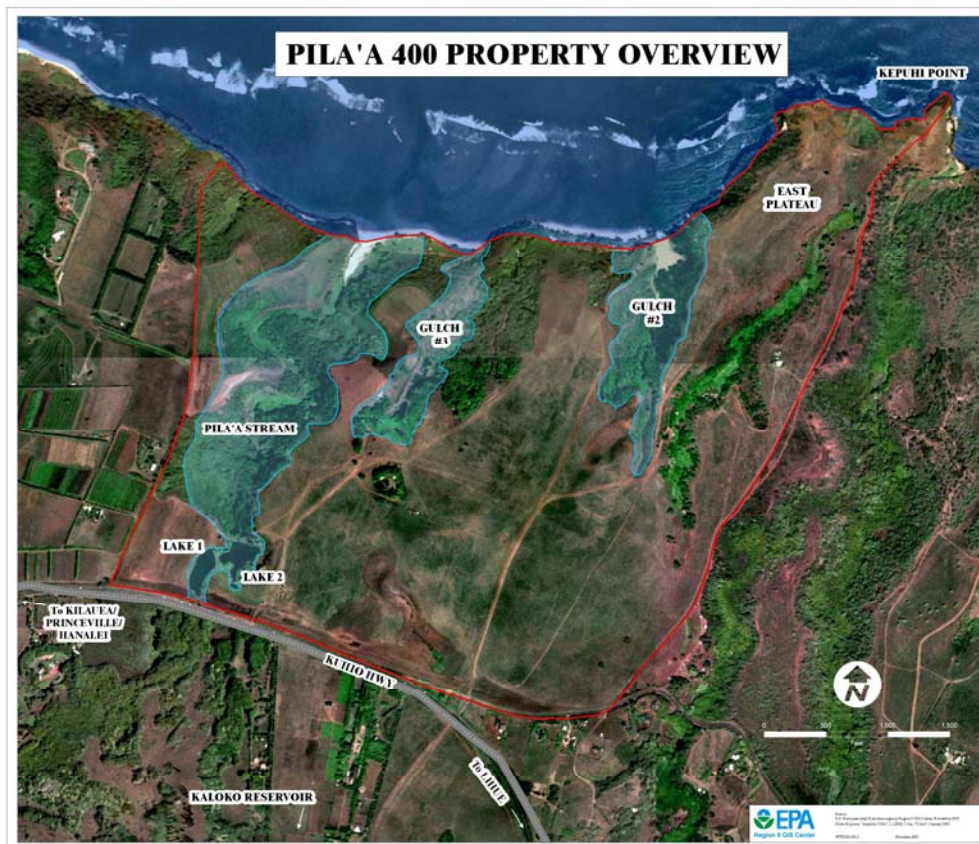 PILA'A 400 PROPERTY OVERVIEW
KEPUHI POINT
EAST
PLATEAU
GULCH
#3
GULCH
#2
PILA'A STREAM
LAKE 1
LAKE 2
To KILAUEA/
PRINCEVILLE/
HANALEI
KUHIO HWY
N
0 500 1,000 1,500
Feet
To LIHUE
KALOKO RESERVOIR
EPA
Region 9 GIS Center